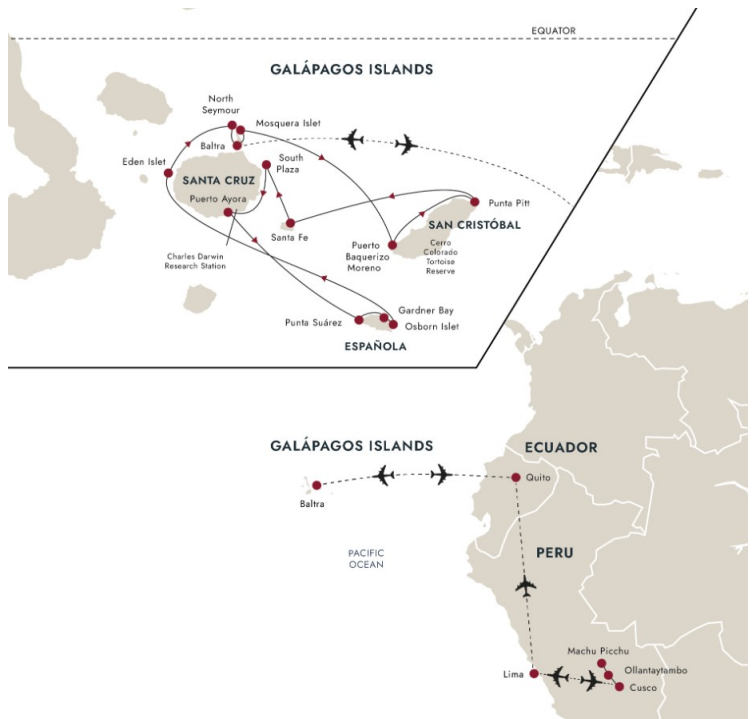 EQUATOR
GALÁPAGOS ISLANDS
North
Seymour
Mosquera Islet
Baltra
Eden Islet
South
Plaza
SANTA CRUZ
Puerto Ayora
Punta Pitt
Santa Fe
SAN CRISTÓBAL
Charles Darwin
Research Station
Puerto
Baquerizo
Moreno
Cerro
Colorado
Tortoise
Reserve
Gardner Bay
Punta Suárez
Osborn Islet
ESPAÑOLA
GALÁPAGOS ISLANDS
ECUADOR
Quito
Baltra
PACIFIC
OCEAN
PERU
Machu Picchu
Ollantaytambo
Lima
Cusco